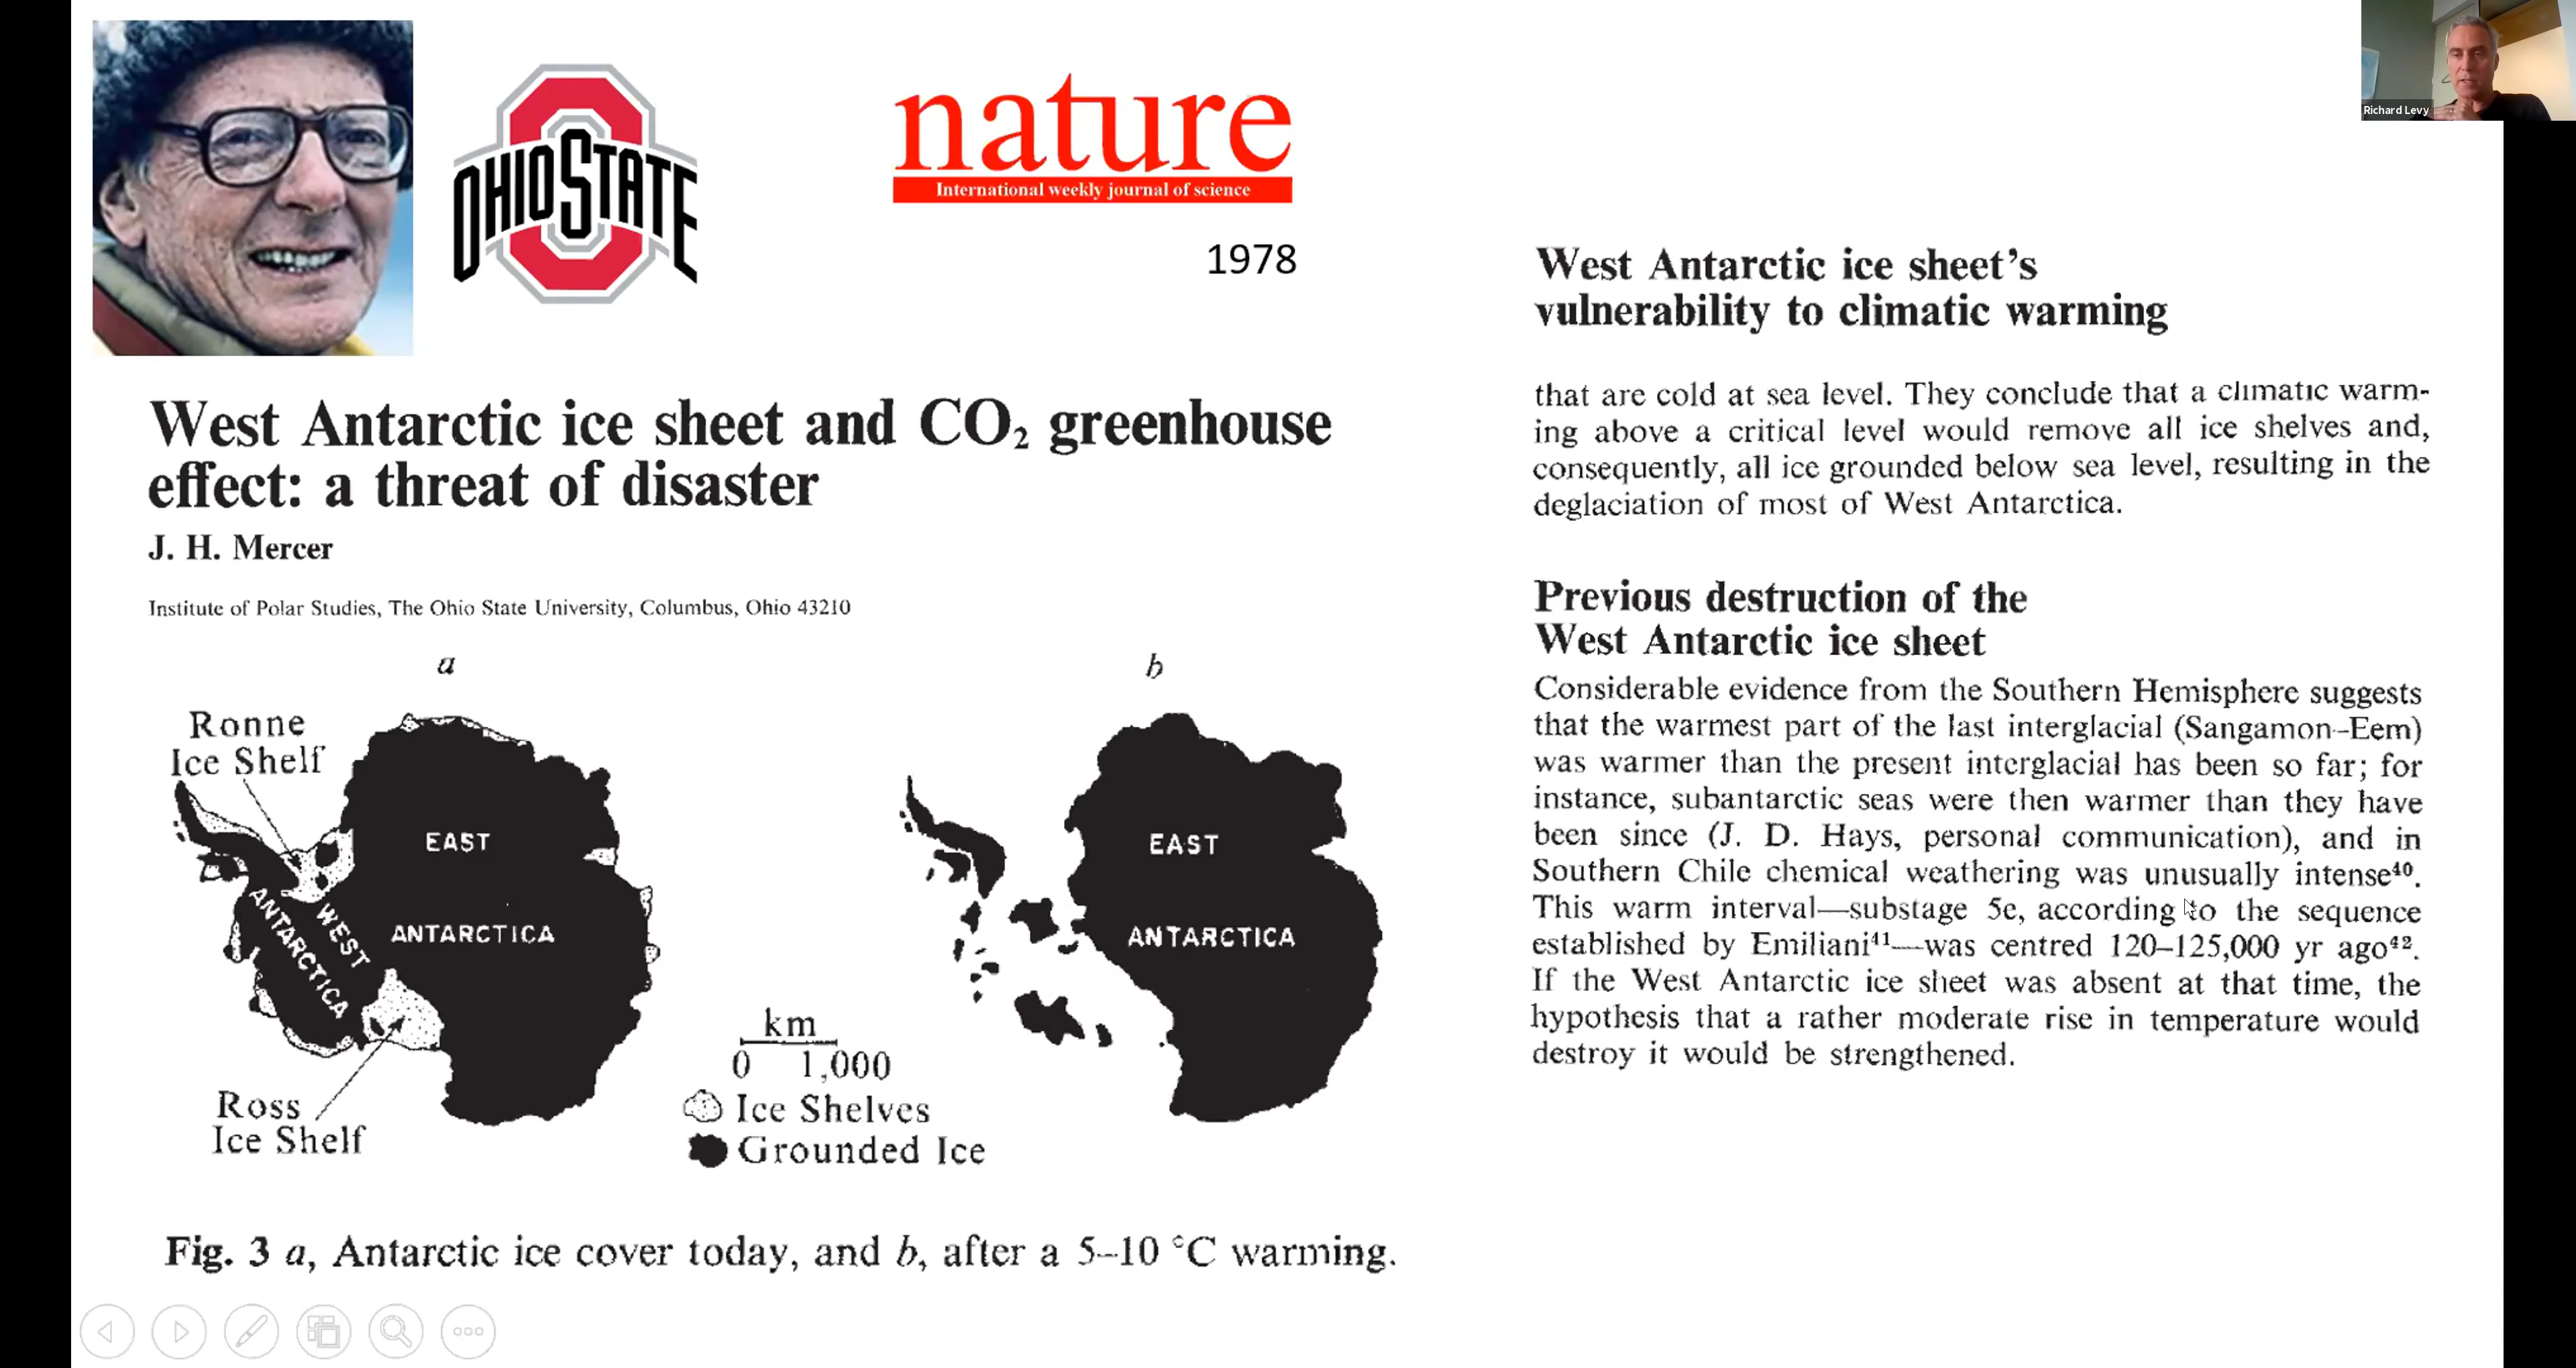 OHIO STATE
nature
International weekly journal of science
1978
Richard Levy
West Antarctic ice sheet and CO₂ greenhouse
effect: a threat of disaster
J. H. Mercer
Institute of Polar Studies, The Ohio State University, Columbus, Ohio 43210
a
b
Ronne
Ice Shelf
EAST
ANTARCTICA
WEST
ANTARCTICA
Ross
Ice Shelf
km
0 1,000
Ice Shelves
Grounded Ice
EAST
ANTARCTICA
Fig. 3 a, Antarctic ice cover today, and b, after a 5–10 °C warming.
West Antarctic ice sheet's
vulnerability to climatic warming
that are cold at sea level. They conclude that a climatic warm-
ing above a critical level would remove all ice shelves and,
consequently, all ice grounded below sea level, resulting in the
deglaciation of most of West Antarctica.
Previous destruction of the
West Antarctic ice sheet
Considerable evidence from the Southern Hemisphere suggests
that the warmest part of the last interglacial (Sangamon–Eem)
was warmer than the present interglacial has been so far; for
instance, subantarctic seas were then warmer than they have
been since (J. D. Hays, personal communication), and in
Southern Chile chemical weathering was unusually intense⁴⁰.
This warm interval—substage 5e, according to the sequence
established by Emiliani⁴¹—was centred 120–125,000 yr ago⁴².
If the West Antarctic ice sheet was absent at that time, the
hypothesis that a rather moderate rise in temperature would
destroy it would be strengthened.